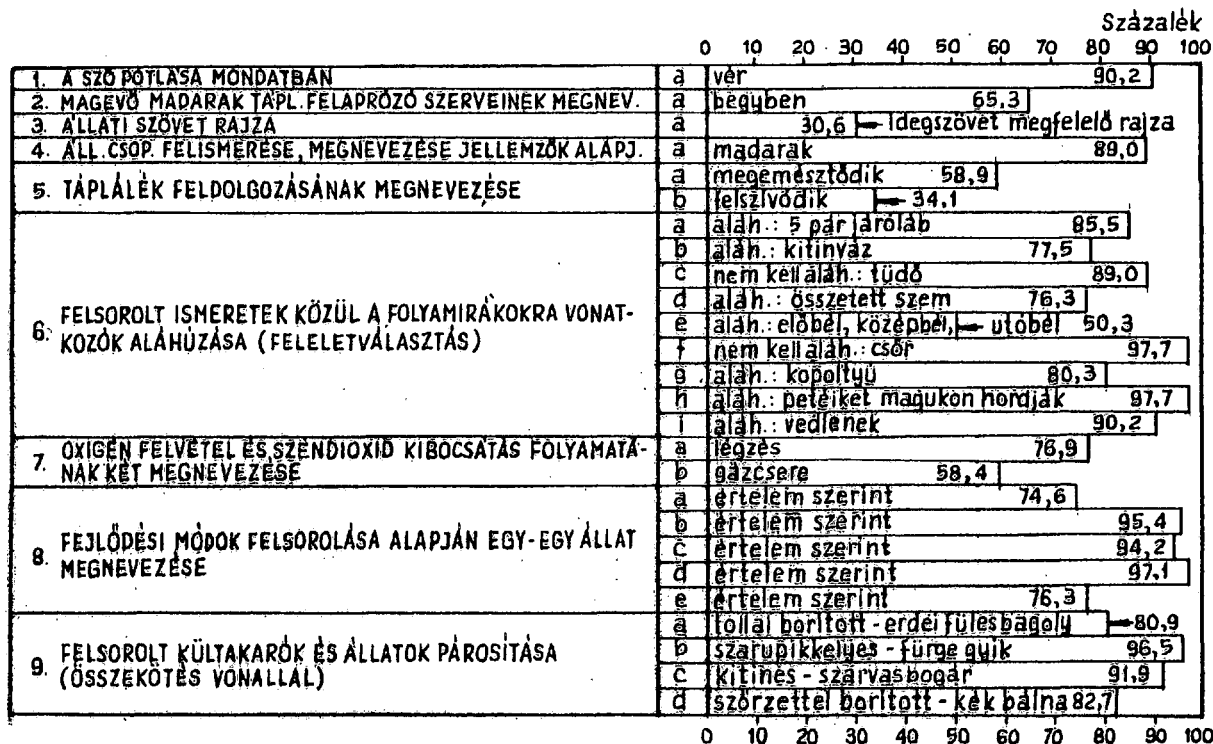 Százalék
0 10 20 30 40 50 60 70 80 90 100
1. A SZÓ PÓTLÁSA MONDATBAN a vér 90,2
2. MAGEVŐ MADARAK TÁPL. FELAPRÓZÓ SZERVEINEK MEGNEV. a begyben 65,3
3. ÁLLATI SZÖVET RAJZA a 30,6 Idegszövet megfelelő rajza
4. ÁLL. CSOP. FELISMERÉSE, MEGNEVEZÉSE JELLEMZŐK ALAPJ. a madarak 89,0
5. TÁPLÁLÉK FELDOLGOZÁSÁNAK MEGNEVEZÉSE
a megemésztődik 58,9
b felszívódik 34,1
6. FELSOROLT ISMERETEK KÖZÜL A FOLYAMIRÁKOKRA VONAT-
KOZÓK ALÁHÚZÁSA (FELELETVÁLASZTÁS)
a aláh.: 5 pár járóláb 85,5
b aláh.: kitinváz 77,5
c nem kell aláh.: tüdő 89,0
d aláh.: összetett szem 76,3
e aláh.: előbél, középbél, utóbél 50,3
f nem kell aláh.: csőr 97,7
g aláh.: kopoltyú 80,3
h aláh.: petéiket magukon hordják 97,7
i aláh.: vedlenek 90,2
7. OXIGÉN FELVÉTEL ÉS SZÉNDIOXID KIBOCSÁTÁS FOLYAMATÁ-
NAK KÉT MEGNEVEZÉSE
a légzés 76,9
b gázcsere 58,4
8. FEJLŐDÉSI MÓDOK FELSOROLÁSA ALAPJÁN EGY-EGY ÁLLAT
MEGNEVEZÉSE
a értelem szerint 74,6
b értelem szerint 95,4
c értelem szerint 94,2
d értelem szerint 97,1
e értelem szerint 76,3
9. FELSOROLT KÜLTAKARÓK ÉS ÁLLATOK PÁROSÍTÁSA
(ÖSSZEKÖTÉS VONALLAL)
a tollal borított - erdei fülesbagoly 80,9
b szarupikkelyes - fürge gyík 96,5
c kitines - szarvasbogár 91,9
d szőrzettel borított - kék bálna 82,7
0 10 20 30 40 50 60 70 80 90 100